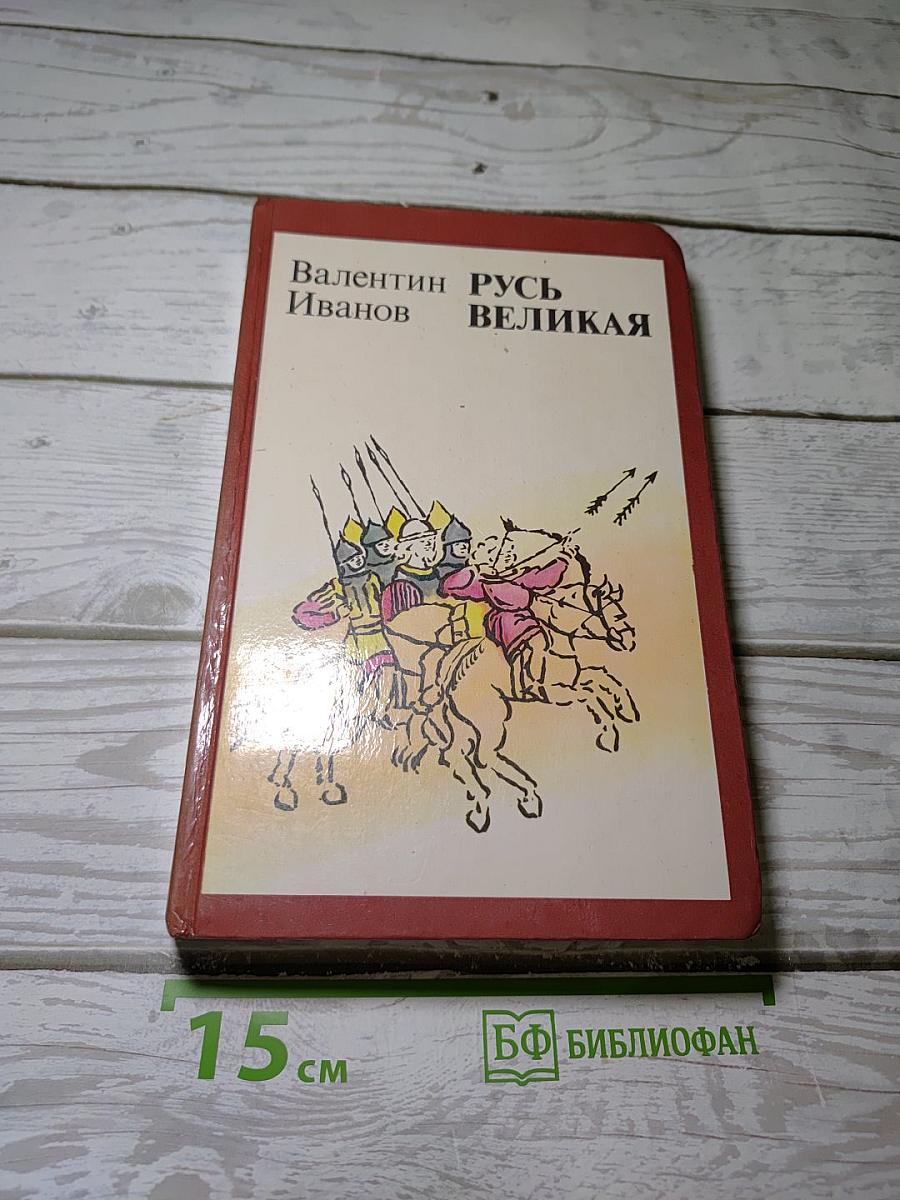 Валентин
Иванов
РУСЬ
ВЕЛИКАЯ
15 см
БФ БИБЛИОФАН